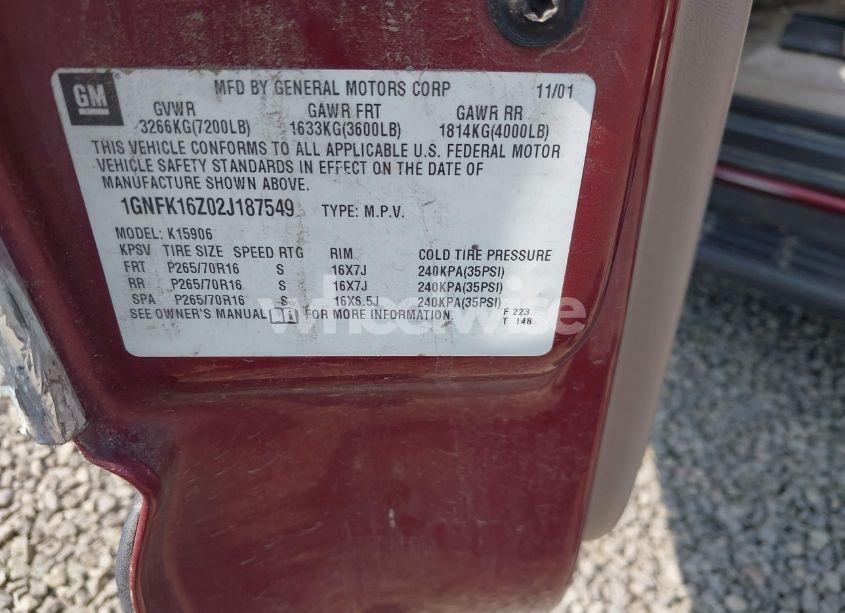 GM
MFD BY GENERAL MOTORS CORP 11/01
GVWR GAWR FRT GAWR RR
3266KG(7200LB) 1633KG(3600LB) 1814KG(4000LB)
THIS VEHICLE CONFORMS TO ALL APPLICABLE U.S. FEDERAL MOTOR
VEHICLE SAFETY STANDARDS IN EFFECT ON THE DATE OF
MANUFACTURE SHOWN ABOVE.
1GNFK16Z02J187549 TYPE: M.P.V.
MODEL: K15906
KPSV TIRE SIZE SPEED RTG RIM COLD TIRE PRESSURE
FRT P265/70R16 S 16X7J 240KPA(35PSI)
RR P265/70R16 S 16X7J 240KPA(35PSI)
SPA P265/70R16 S 16X6.5J 240KPA(35PSI)
SEE OWNER'S MANUAL FOR MORE INFORMATION F 223
T 148
wheelwise